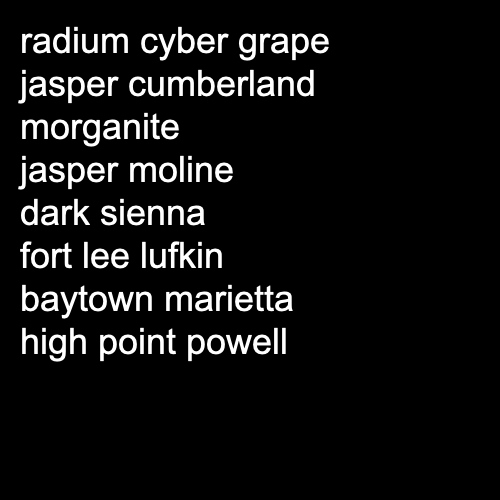 radium cyber grape
jasper cumberland
morganite
jasper moline
dark sienna
fort lee lufkin
baytown marietta
high point powell